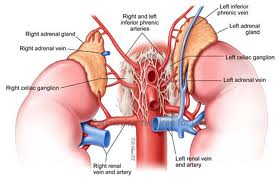 Right adrenal gland
Right adrenal vein
Right celiac ganglion
Right and left
inferior phrenic
arteries
Left inferior
phrenic vein
Left adrenal
gland
Left celiac ganglion
Left adrenal vein
Right renal
vein and artery
Left renal
vein and artery